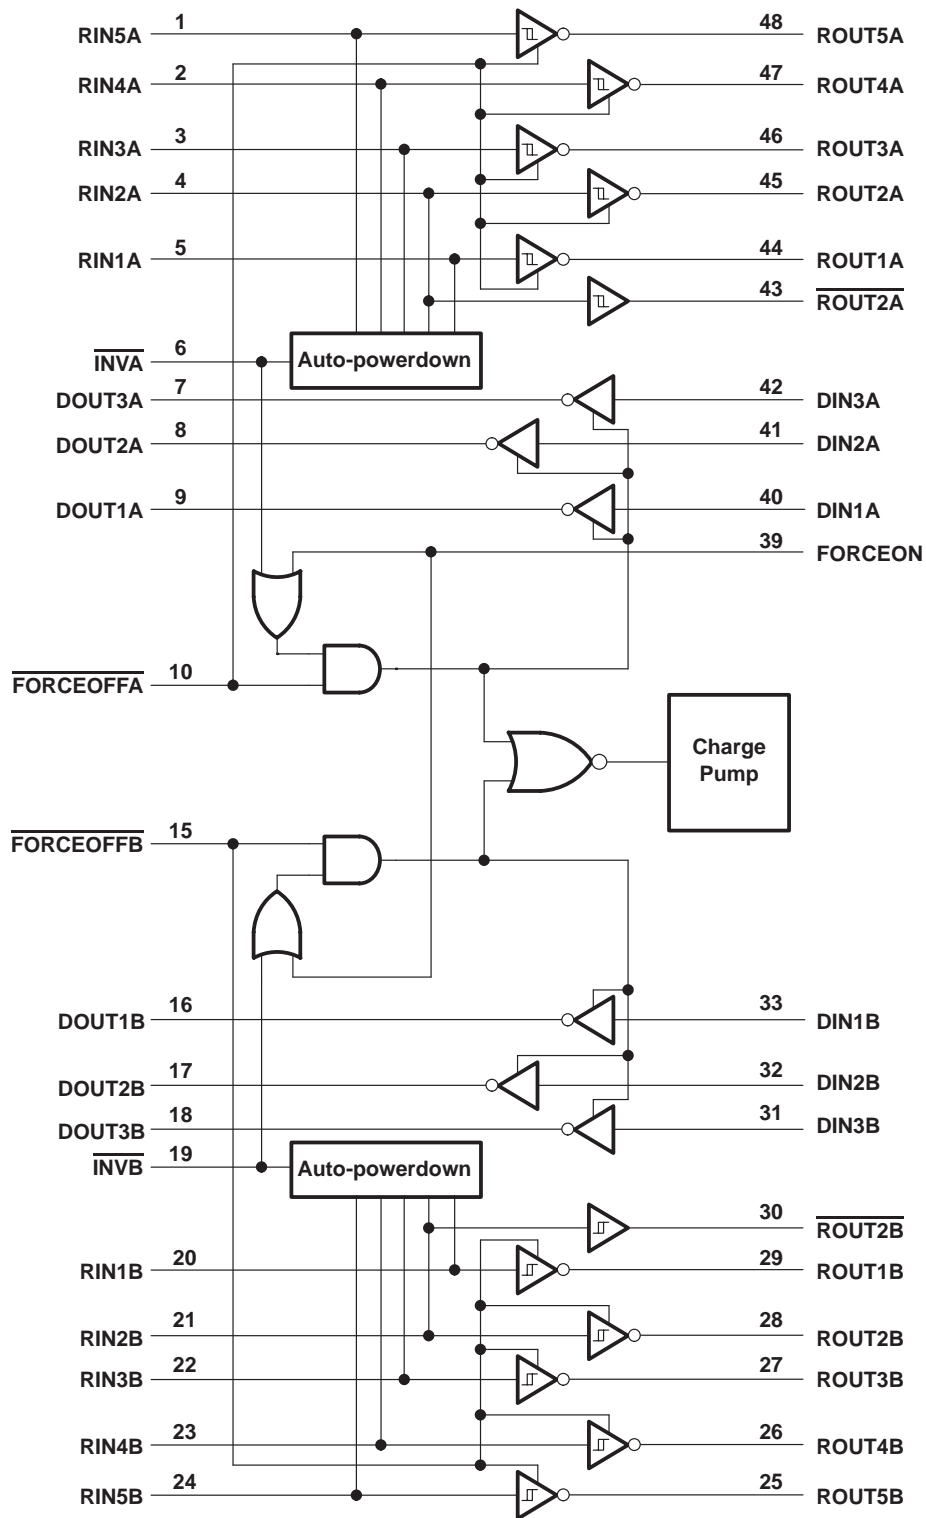 RIN5A 1 48 ROUT5A
RIN4A 2 47 ROUT4A
RIN3A 3 46 ROUT3A
RIN2A 4 45 ROUT2A
RIN1A 5 44 ROUT1A
43 ROUT2A
INVA 6 Auto-powerdown
DOUT3A 7 42 DIN3A
DOUT2A 8 41 DIN2A
DOUT1A 9 40 DIN1A
39 FORCEON
FORCEOFFA 10
Charge
Pump
FORCEOFFB 15
DOUT1B 16 33 DIN1B
DOUT2B 17 32 DIN2B
DOUT3B 18 31 DIN3B
INVB 19 Auto-powerdown
30 ROUT2B
RIN1B 20 29 ROUT1B
RIN2B 21 28 ROUT2B
RIN3B 22 27 ROUT3B
RIN4B 23 26 ROUT4B
RIN5B 24 25 ROUT5B